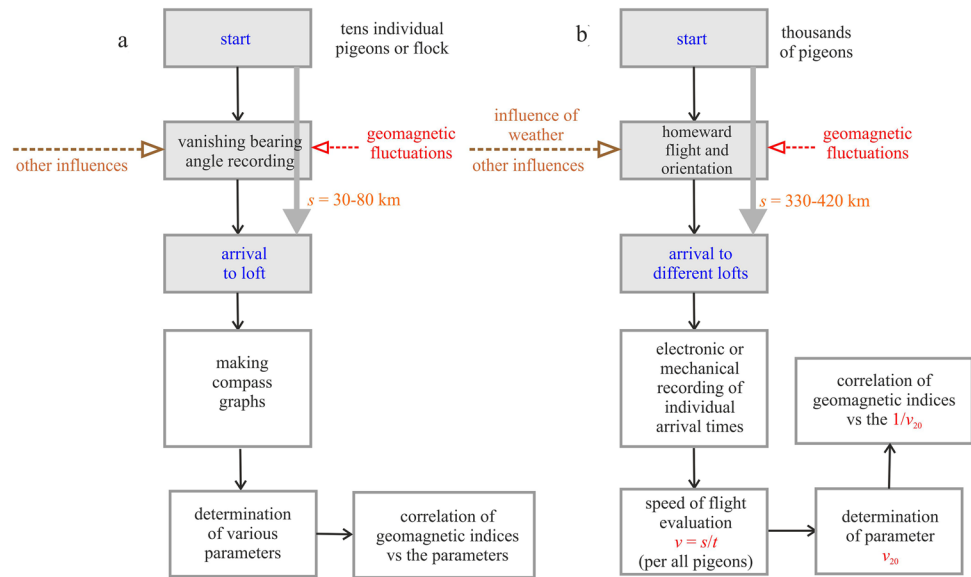 a
start
tens individual
pigeons or flock
vanishing bearing
angle recording
other influences
geomagnetic
fluctuations
s = 30-80 km
arrival
to loft
making
compass
graphs
determination
of various
parameters
correlation of
geomagnetic indices
vs the parameters
b)
start
thousands
of pigeons
influence of
weather
other influences
homeward
flight and
orientation
geomagnetic
fluctuations
s = 330-420 km
arrival to
different lofts
electronic or
mechanical
recording of
individual
arrival times
speed of flight
evaluation
v = s/t
(per all pigeons)
determination
of parameter
v₂₀
correlation of
geomagnetic indices
vs the 1/v₂₀